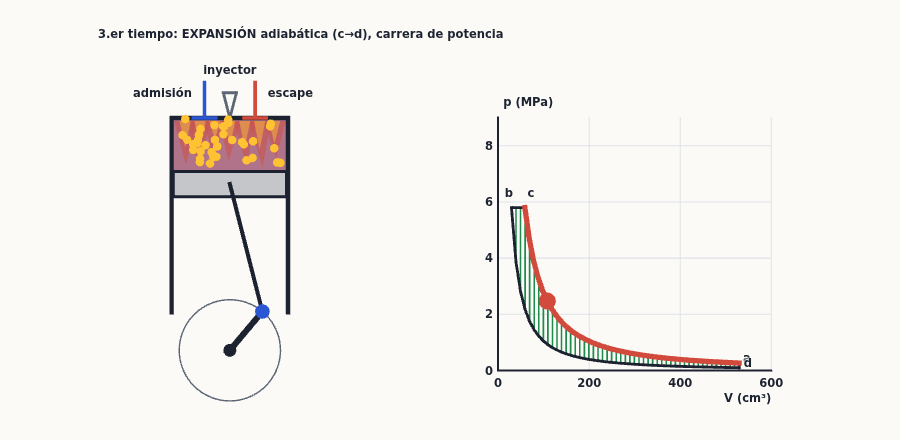 3.er tiempo: EXPANSIÓN adiabática (c→d), carrera de potencia
inyector
admisión
escape
p (MPa)
8
6
4
2
0
b
c
a
d
0
200
400
600
V (cm³)